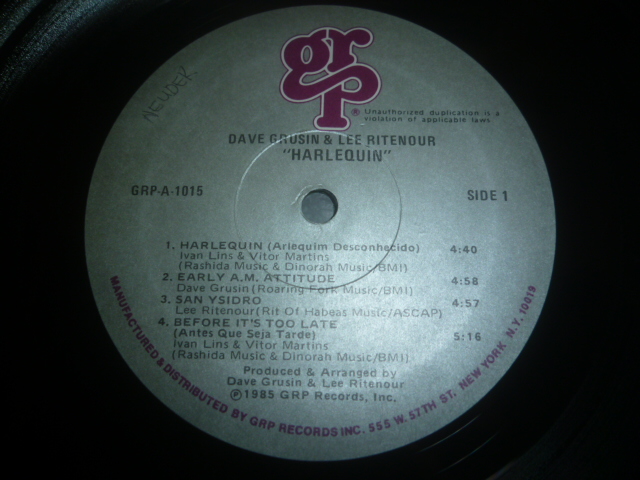 grp
NEWDEK
® Unauthorized duplication is a
violation of applicable laws
DAVE GRUSIN & LEE RITENOUR
"HARLEQUIN"
GRP-A-1015
SIDE 1
1. HARLEQUIN (Arlequim Desconhecido) 4:40
Ivan Lins & Vitor Martins
(Rashida Music & Dinorah Music/BMI)
2. EARLY A.M. ATTITUDE 4:58
Dave Grusin (Roaring Fork Music/BMI)
3. SAN YSIDRO 4:57
Lee Ritenour (Rit Of Habeas Music/ASCAP)
4. BEFORE IT'S TOO LATE 5:16
(Antes Que Seja Tarde)
Ivan Lins & Vitor Martins
(Rashida Music & Dinorah Music/BMI)
Produced & Arranged by
Dave Grusin & Lee Ritenour
℗1985 GRP Records, Inc.
MANUFACTURED & DISTRIBUTED BY GRP RECORDS INC. 555 W. 57TH ST. NEW YORK N.Y. 10019